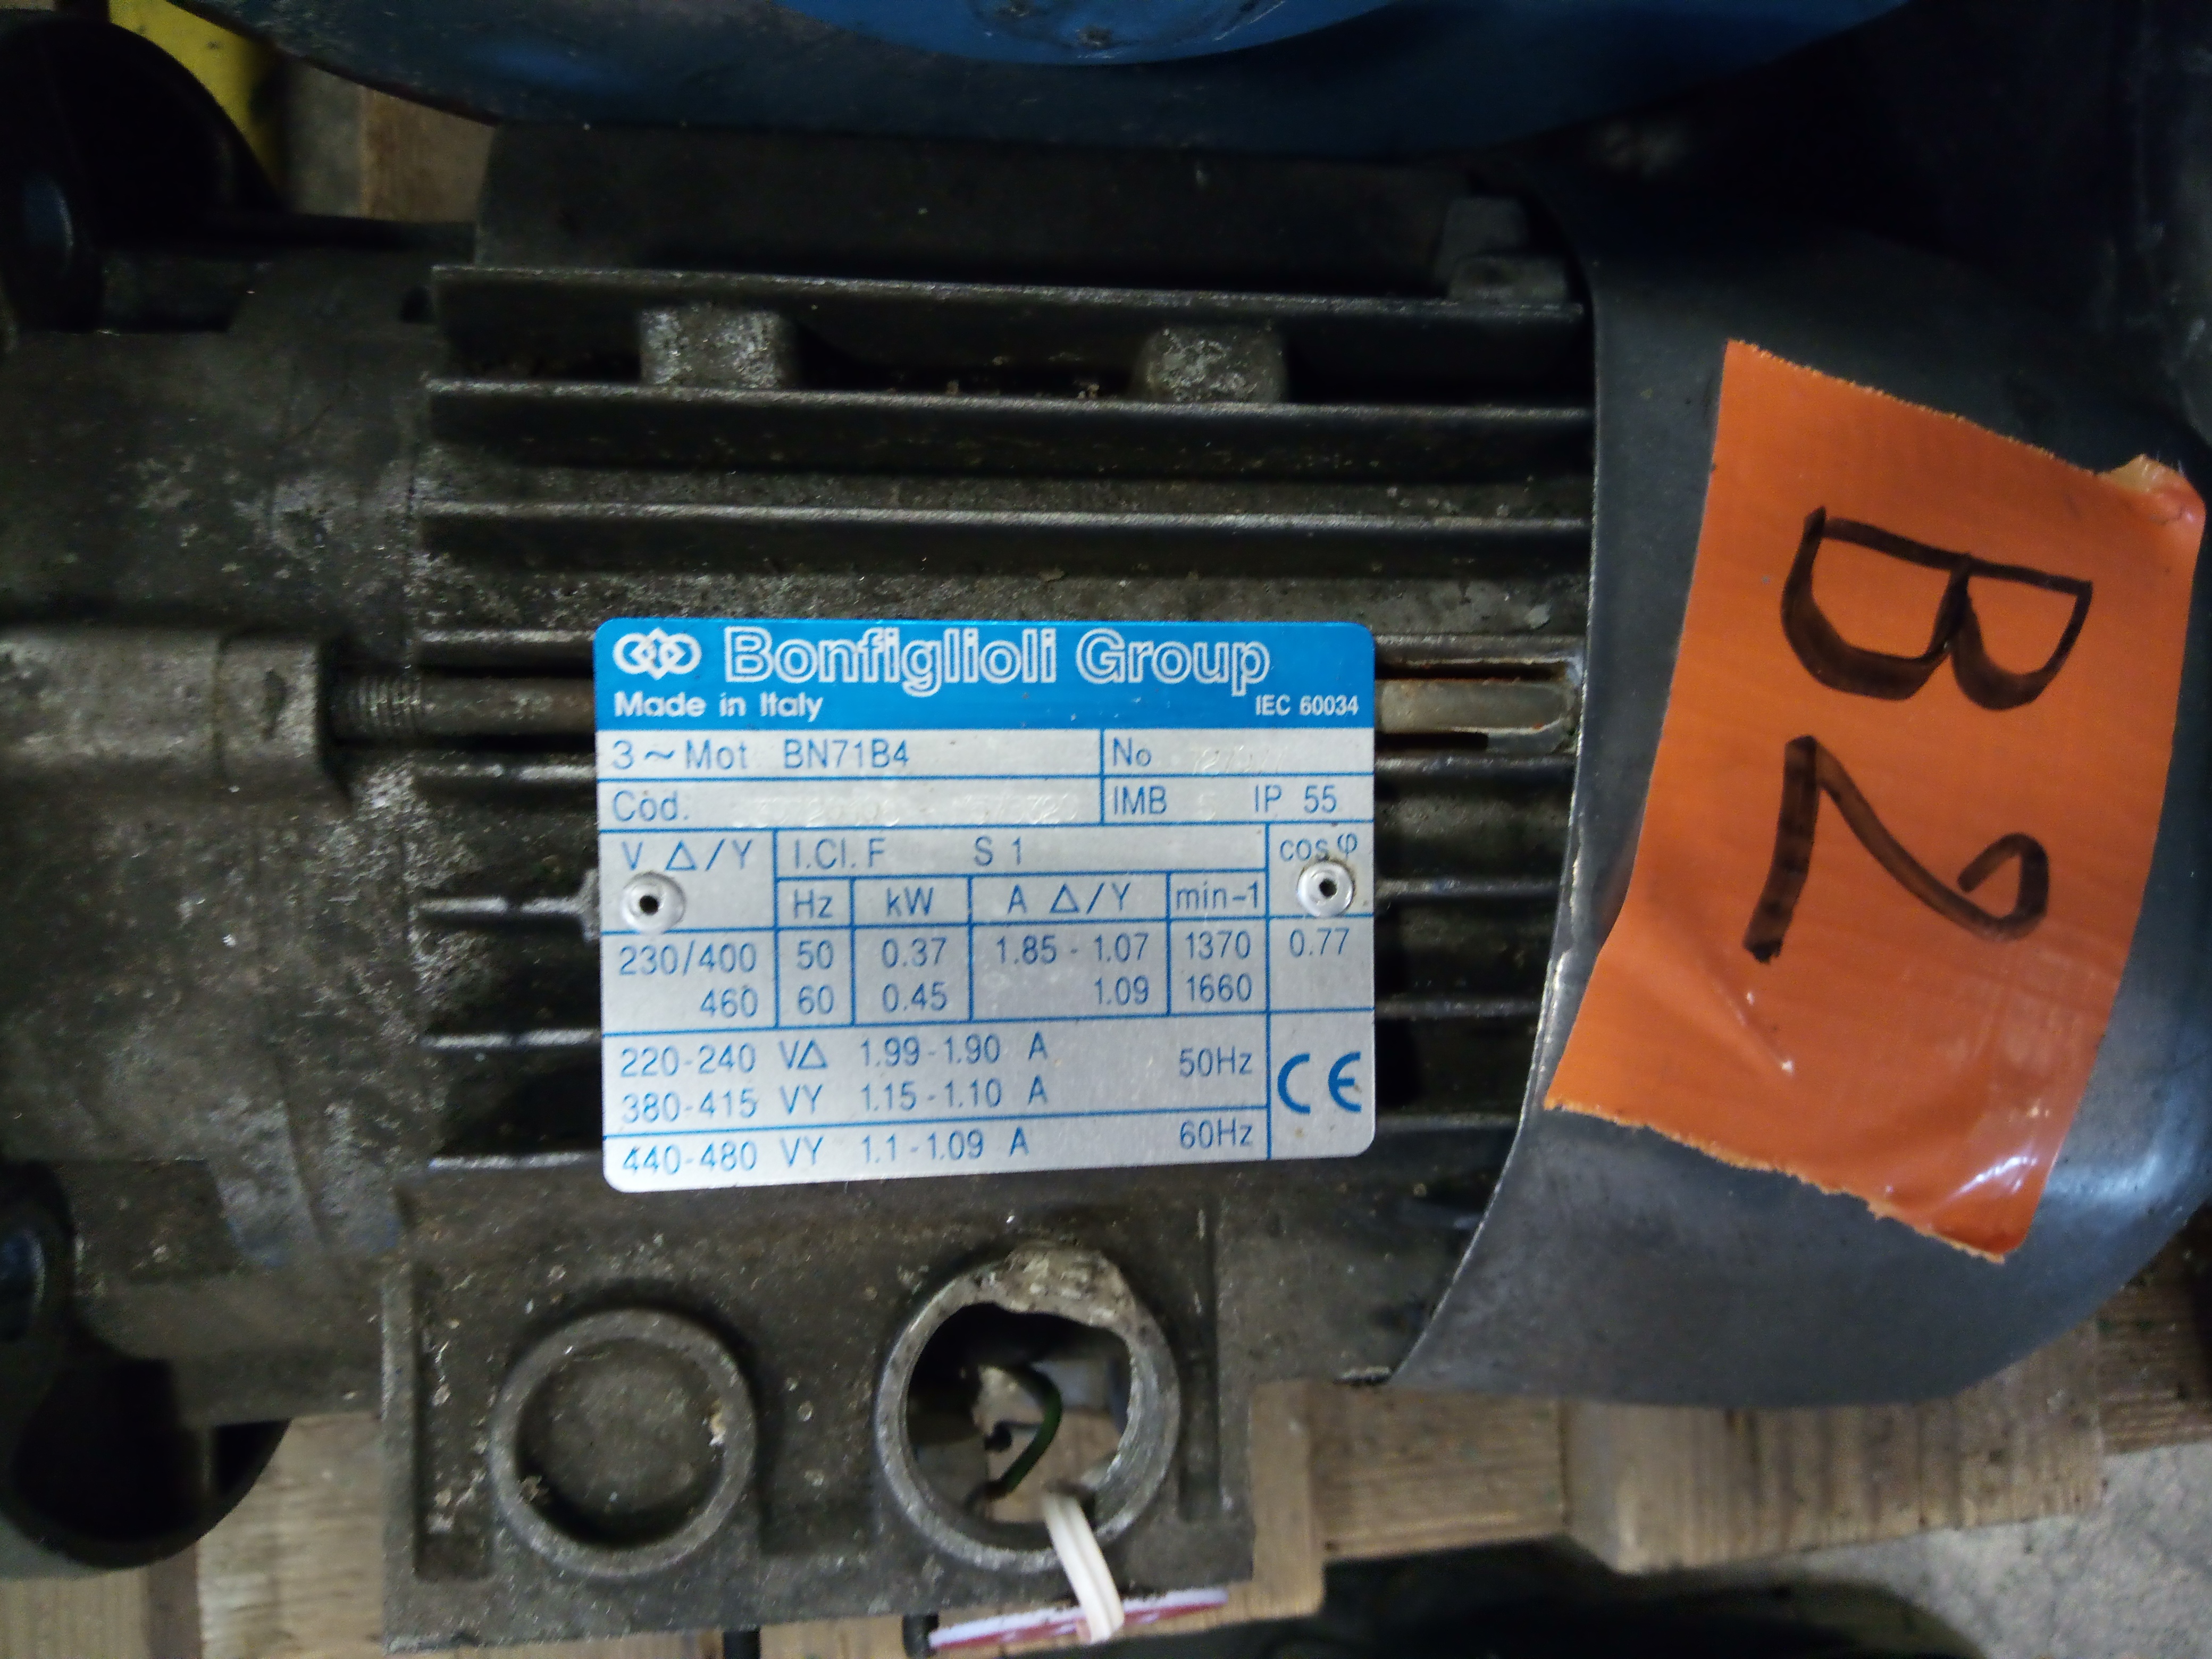 Bonfiglioli Group
Made in Italy IEC 60034
3~Mot BN71B4 No
Cod. IMB 5 IP 55
V Δ/Y I.Cl. F S 1 cos φ
Hz kW A Δ/Y min-1
230/400 50 0.37 1.85 - 1.07 1370 0.77
460 60 0.45 1.09 1660
220-240 VΔ 1.99-1.90 A 50Hz
380-415 VY 1.15-1.10 A
440-480 VY 1.1-1.09 A 60Hz
CE
B2